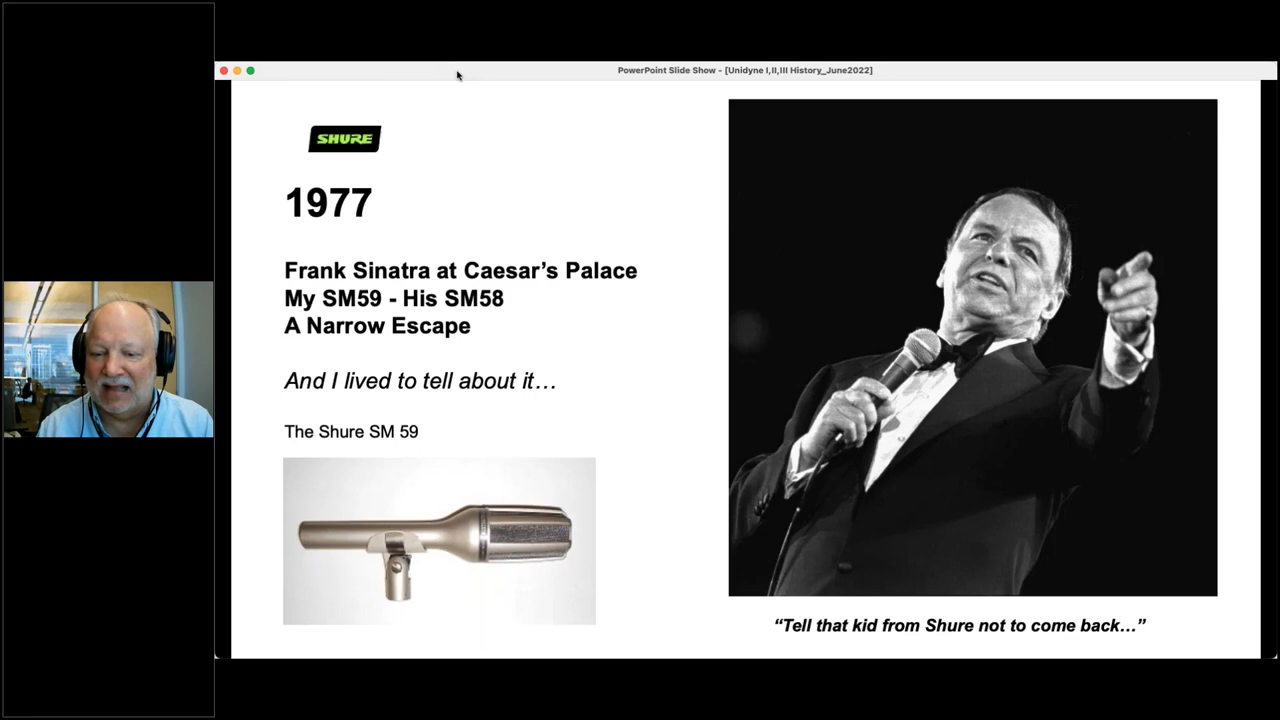 PowerPoint Slide Show - [Unidyne I,II,III History_June2022]
SHURE
1977
Frank Sinatra at Caesar’s Palace
My SM59 - His SM58
A Narrow Escape
And I lived to tell about it…
The Shure SM 59
“Tell that kid from Shure not to come back…”